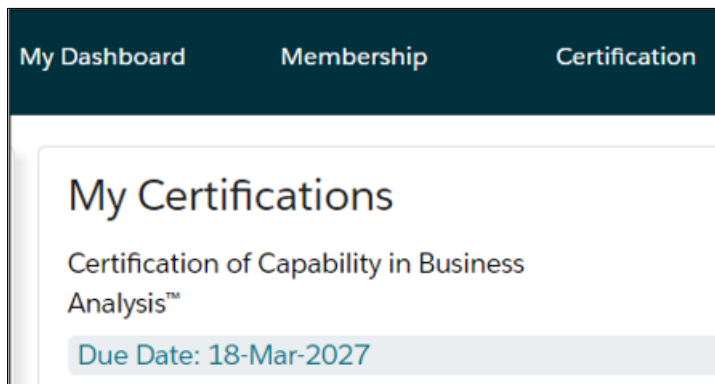 My Dashboard Membership Certification
My Certifications
Certification of Capability in Business
Analysis™
Due Date: 18-Mar-2027